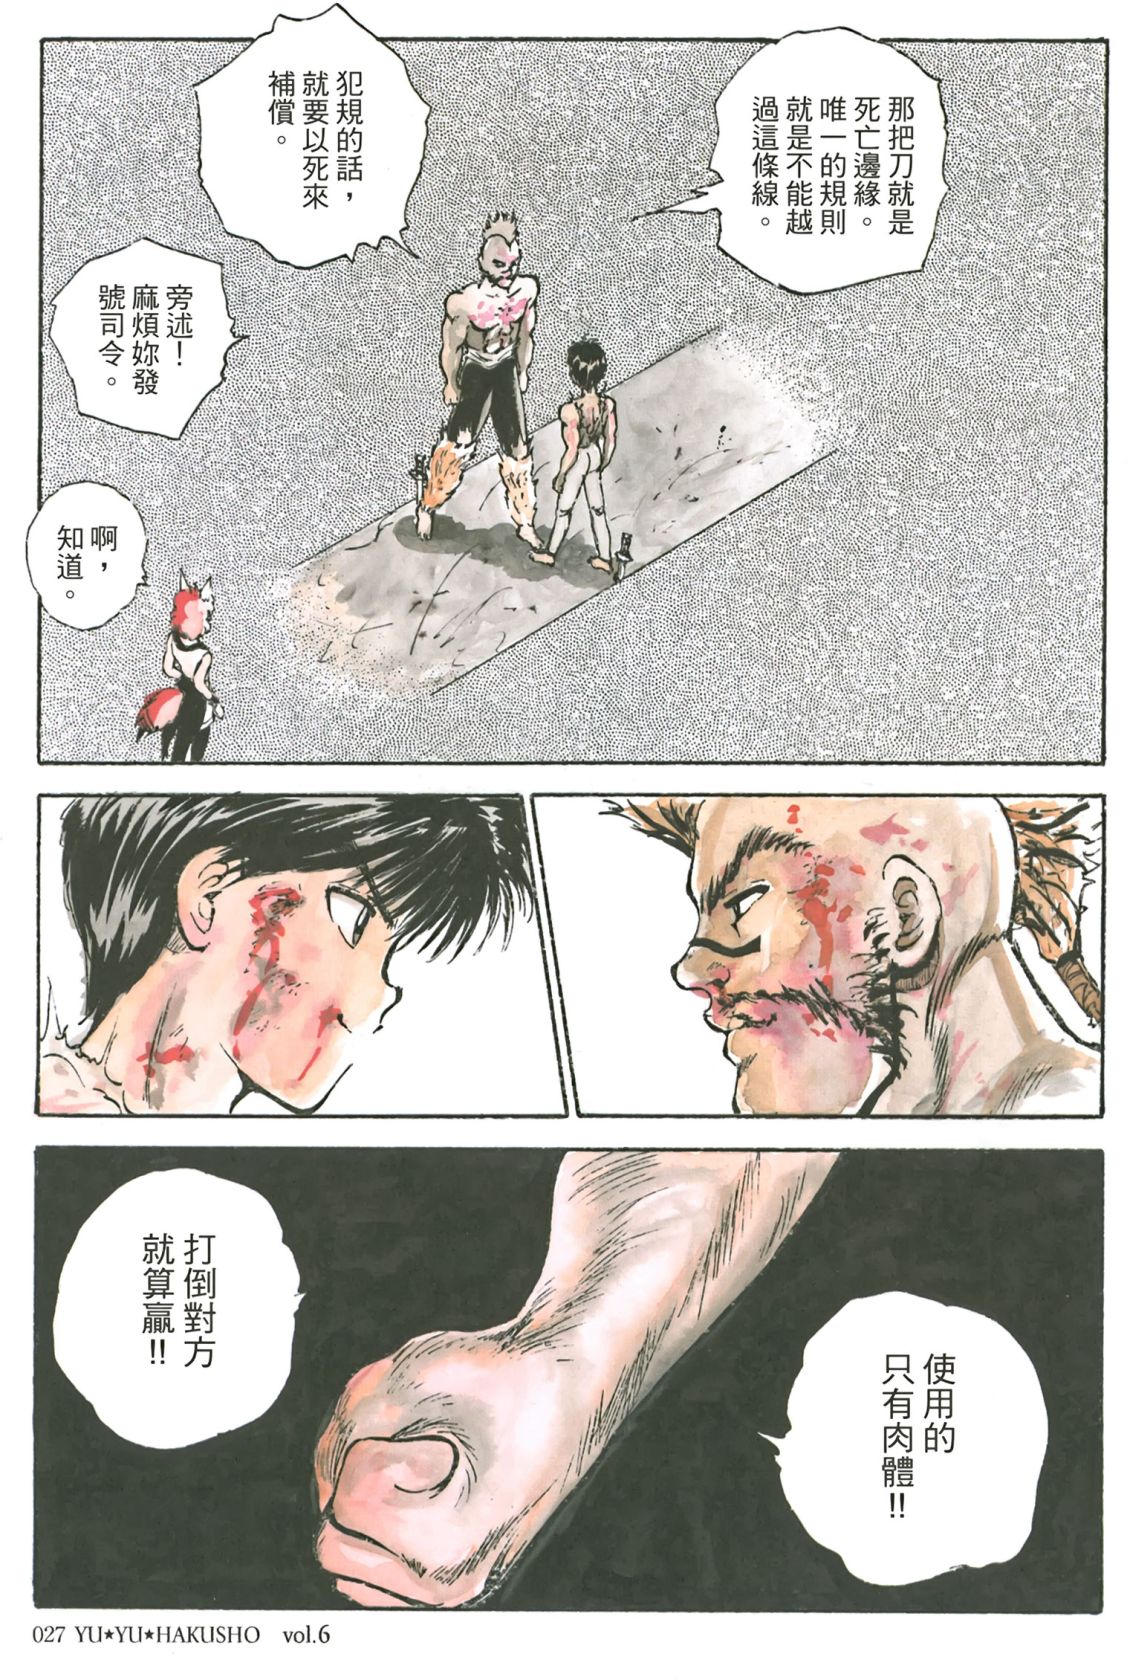 那把刀就是
死亡邊緣。
唯一的規則
就是不能越
過這條線。
犯規的話，
就要以死來
補償。
旁述！
麻煩妳發
號司令。
啊，
知道。
使用的
只有肉體!!
打倒對方
就算贏!!
027 YU★YU★HAKUSHO vol.6